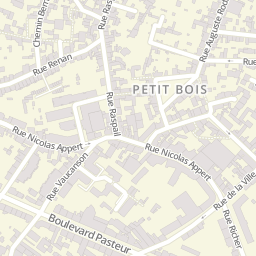 Chemin Bern
Rue Ras
Rue Auguste Rod
Rue Renan
PETIT BOIS
Rue Raspail
Rue Nicolas Appert
Rue Nicolas Appert
Rue Vaucanson
Rue de la Ville
Boulevard Pasteur
Rue Richer